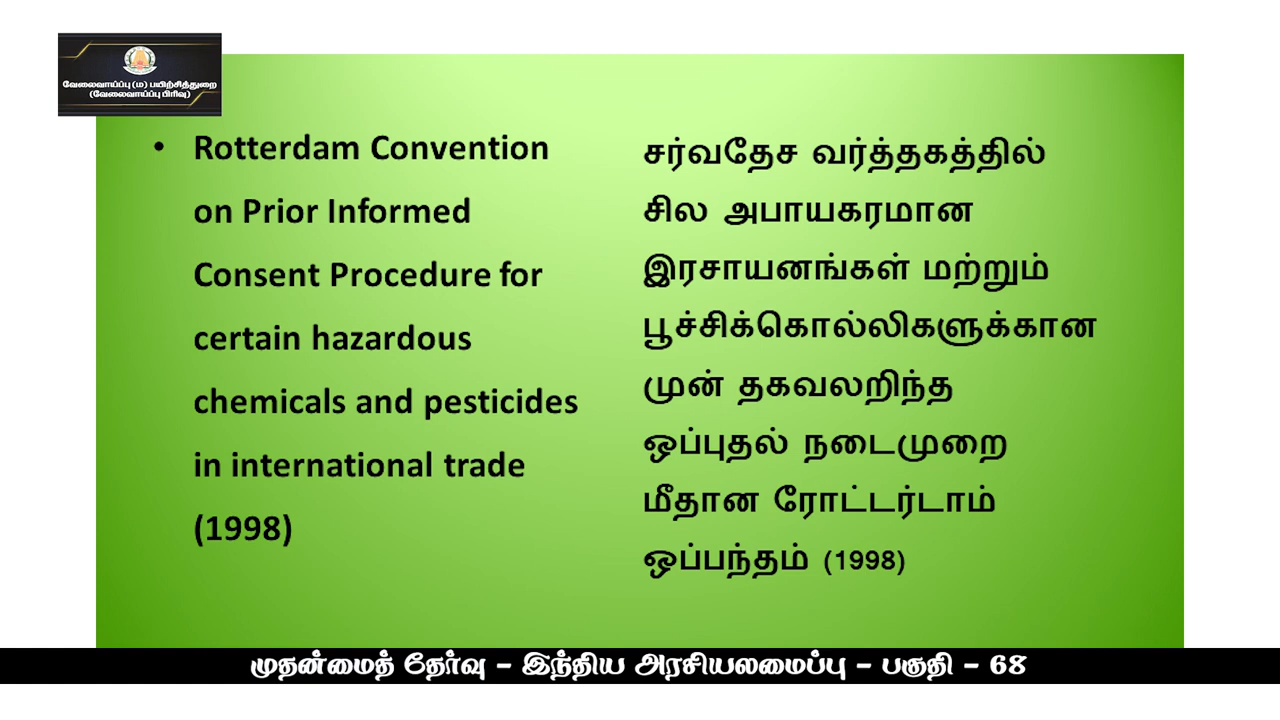 வேலைவாய்ப்பு (ம) பயிற்சித்துறை
(வேலைவாய்ப்பு பிரிவு)
• Rotterdam Convention
on Prior Informed
Consent Procedure for
certain hazardous
chemicals and pesticides
in international trade
(1998)
சர்வதேச வர்த்தகத்தில்
சில அபாயகரமான
இரசாயனங்கள் மற்றும்
பூச்சிக்கொல்லிகளுக்கான
முன் தகவலறிந்த
ஒப்புதல் நடைமுறை
மீதான ரோட்டர்டாம்
ஒப்பந்தம் (1998)
முதன்மைத் தேர்வு – இந்திய அரசியலமைப்பு – பகுதி – 68